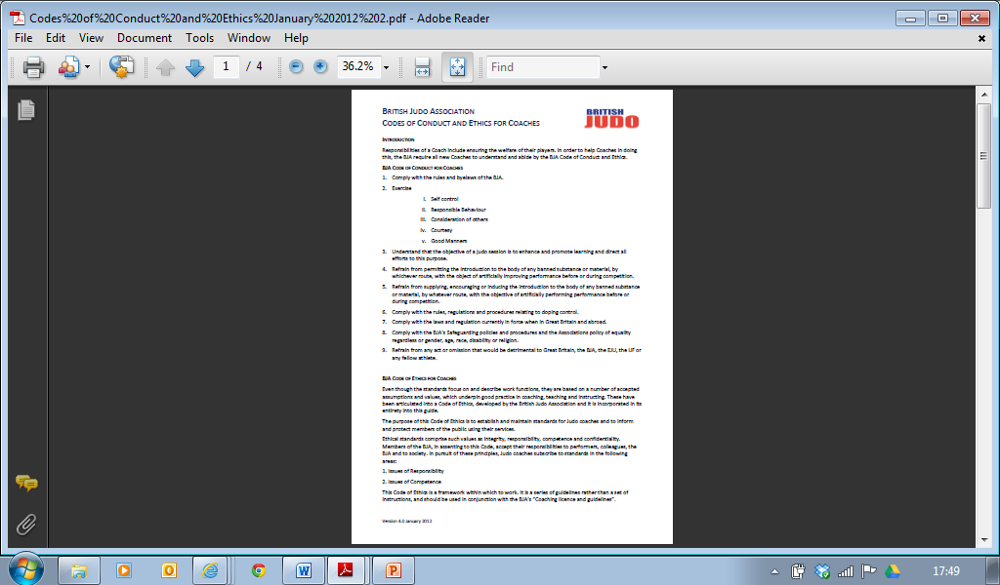 Codes%20of%20Conduct%20and%20Ethics%20January%202012%202.pdf - Adobe Reader
File Edit View Document Tools Window Help
1 / 4 36.2% Find
BRITISH JUDO ASSOCIATION
CODES OF CONDUCT AND ETHICS FOR COACHES
BRITISH
JUDO
INTRODUCTION
Responsibilities of a Coach include ensuring the welfare of their players. In order to help Coaches in doing
this, the BJA require all new Coaches to understand and abide by the BJA Code of Conduct and Ethics.
BJA CODE OF CONDUCT FOR COACHES
1. Comply with the rules and byelaws of the BJA.
2. Exercise
i. Self control
ii. Responsible Behaviour
iii. Consideration of others
iv. Courtesy
v. Good Manners
3. Understand that the objective of a judo session is to enhance and promote learning and direct all
efforts to this purpose.
4. Refrain from permitting the introduction to the body of any banned substance or material, by
whichever route, with the object of artificially improving performance before or during competition.
5. Refrain from supplying, encouraging or inducing the introduction to the body of any banned substance
or material, by whatever route, with the objective of artificially performing performance before or
during competition.
6. Comply with the rules, regulations and procedures relating to doping control.
7. Comply with the laws and regulation currently in force when in Great Britain and abroad.
8. Comply with the BJA's Safeguarding policies and procedures and the Associations policy of equality
regardless or gender, age, race, disability or religion.
9. Refrain from any act or omission that would be detrimental to Great Britain, the BJA, the EJU, the IJF or
any fellow athlete.
BJA CODE OF ETHICS FOR COACHES
Even though the standards focus on and describe work functions, they are based on a number of accepted
assumptions and values, which underpin good practice in coaching, teaching and instructing. These have
been articulated into a Code of Ethics, developed by the British Judo Association and it is incorporated in its
entirety into this guide.
The purpose of this Code of Ethics is to establish and maintain standards for Judo coaches and to inform
and protect members of the public using their services.
Ethical standards comprise such values as integrity, responsibility, competence and confidentiality.
Members of the BJA, in assenting to this Code, accept their responsibilities to performers, colleagues, the
BJA and to society. In pursuit of these principles, Judo coaches subscribe to standards in the following
areas:
1. Issues of Responsibility
2. Issues of Competence
This Code of Ethics is a framework within which to work. It is a series of guidelines rather than a set of
instructions, and should be used in conjunction with the BJA's "Coaching licence and guidelines".
Version 4.0 January 2012
17:49